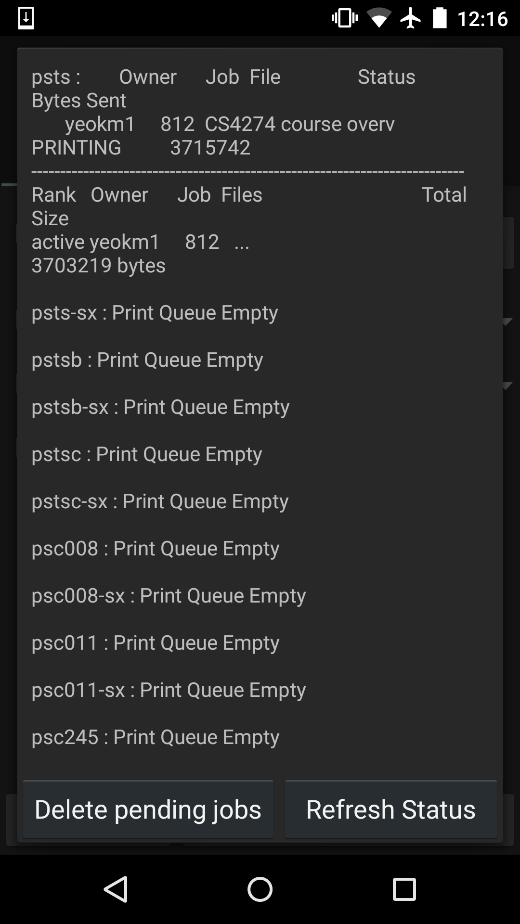 12:16
psts : Owner Job File Status
Bytes Sent
yeokm1 812 CS4274 course overv
PRINTING 3715742
--------------------------------------------------------------------------
Rank Owner Job Files Total
Size
active yeokm1 812 ...
3703219 bytes
psts-sx : Print Queue Empty
pstsb : Print Queue Empty
pstsb-sx : Print Queue Empty
pstsc : Print Queue Empty
pstsc-sx : Print Queue Empty
psc008 : Print Queue Empty
psc008-sx : Print Queue Empty
psc011 : Print Queue Empty
psc011-sx : Print Queue Empty
psc245 : Print Queue Empty
Delete pending jobs Refresh Status